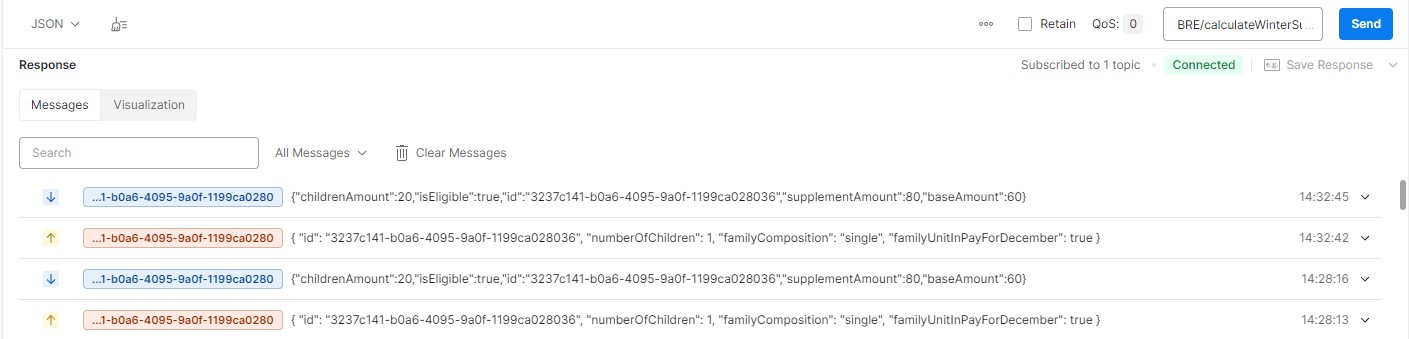 JSON Retain QoS: 0 BRE/calculateWinterSu... Send
Response Subscribed to 1 topic Connected e.g. Save Response
Messages Visualization
Search All Messages Clear Messages
...1-b0a6-4095-9a0f-1199ca0280 {"childrenAmount":20,"isEligible":true,"id":"3237c141-b0a6-4095-9a0f-1199ca028036","supplementAmount":80,"baseAmount":60} 14:32:45
...1-b0a6-4095-9a0f-1199ca0280 { "id": "3237c141-b0a6-4095-9a0f-1199ca028036", "numberOfChildren": 1, "familyComposition": "single", "familyUnitInPayForDecember": true } 14:32:42
...1-b0a6-4095-9a0f-1199ca0280 {"childrenAmount":20,"isEligible":true,"id":"3237c141-b0a6-4095-9a0f-1199ca028036","supplementAmount":80,"baseAmount":60} 14:28:16
...1-b0a6-4095-9a0f-1199ca0280 { "id": "3237c141-b0a6-4095-9a0f-1199ca028036", "numberOfChildren": 1, "familyComposition": "single", "familyUnitInPayForDecember": true } 14:28:13